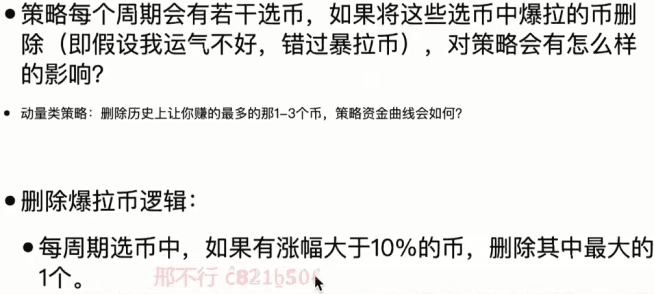 ● 策略每个周期会有若干选币，如果将这些选币中爆拉的币删
除（即假设我运气不好，错过暴拉币），对策略会有怎么样
的影响？
● 动量类策略：删除历史上让你赚的最多的那1-3个币，策略资金曲线会如何？
● 删除爆拉币逻辑：
● 每周期选币中，如果有涨幅大于10%的币，删除其中最大的
1个。
那不行